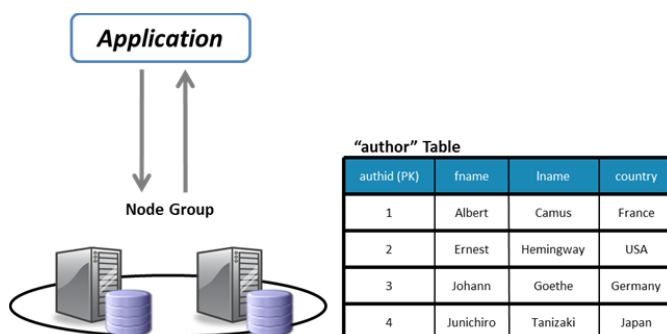 Application
Node Group
“author” Table
authid (PK) fname lname country
1 Albert Camus France
2 Ernest Hemingway USA
3 Johann Goethe Germany
4 Junichiro Tanizaki Japan